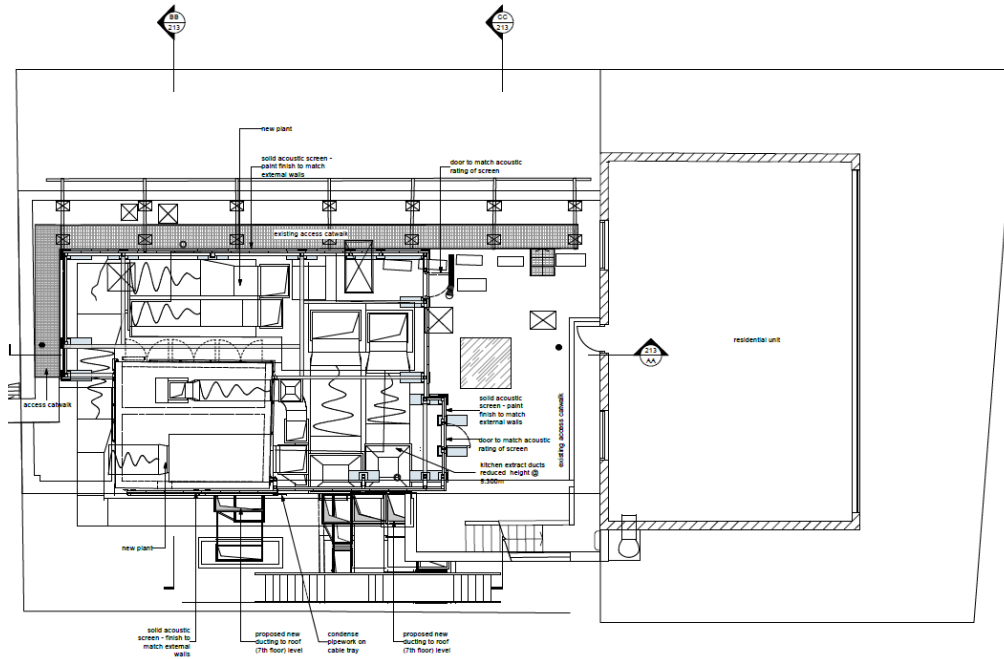 BB
213
CC
213
new plant
solid acoustic screen -
paint finish to match
external walls
door to match acoustic
rating of screen
existing access catwalk
213
AA
residential unit
access catwalk
solid acoustic
screen - paint
finish to match
external walls
door to match acoustic
rating of screen
existing access catwalk
kitchen extract ducts
reduced height @
new plant
solid acoustic
screen - finish to
match external
walls
proposed new
ducting to roof
(7th floor) level
condense
pipework on
cable tray
proposed new
ducting to roof
(7th floor) level